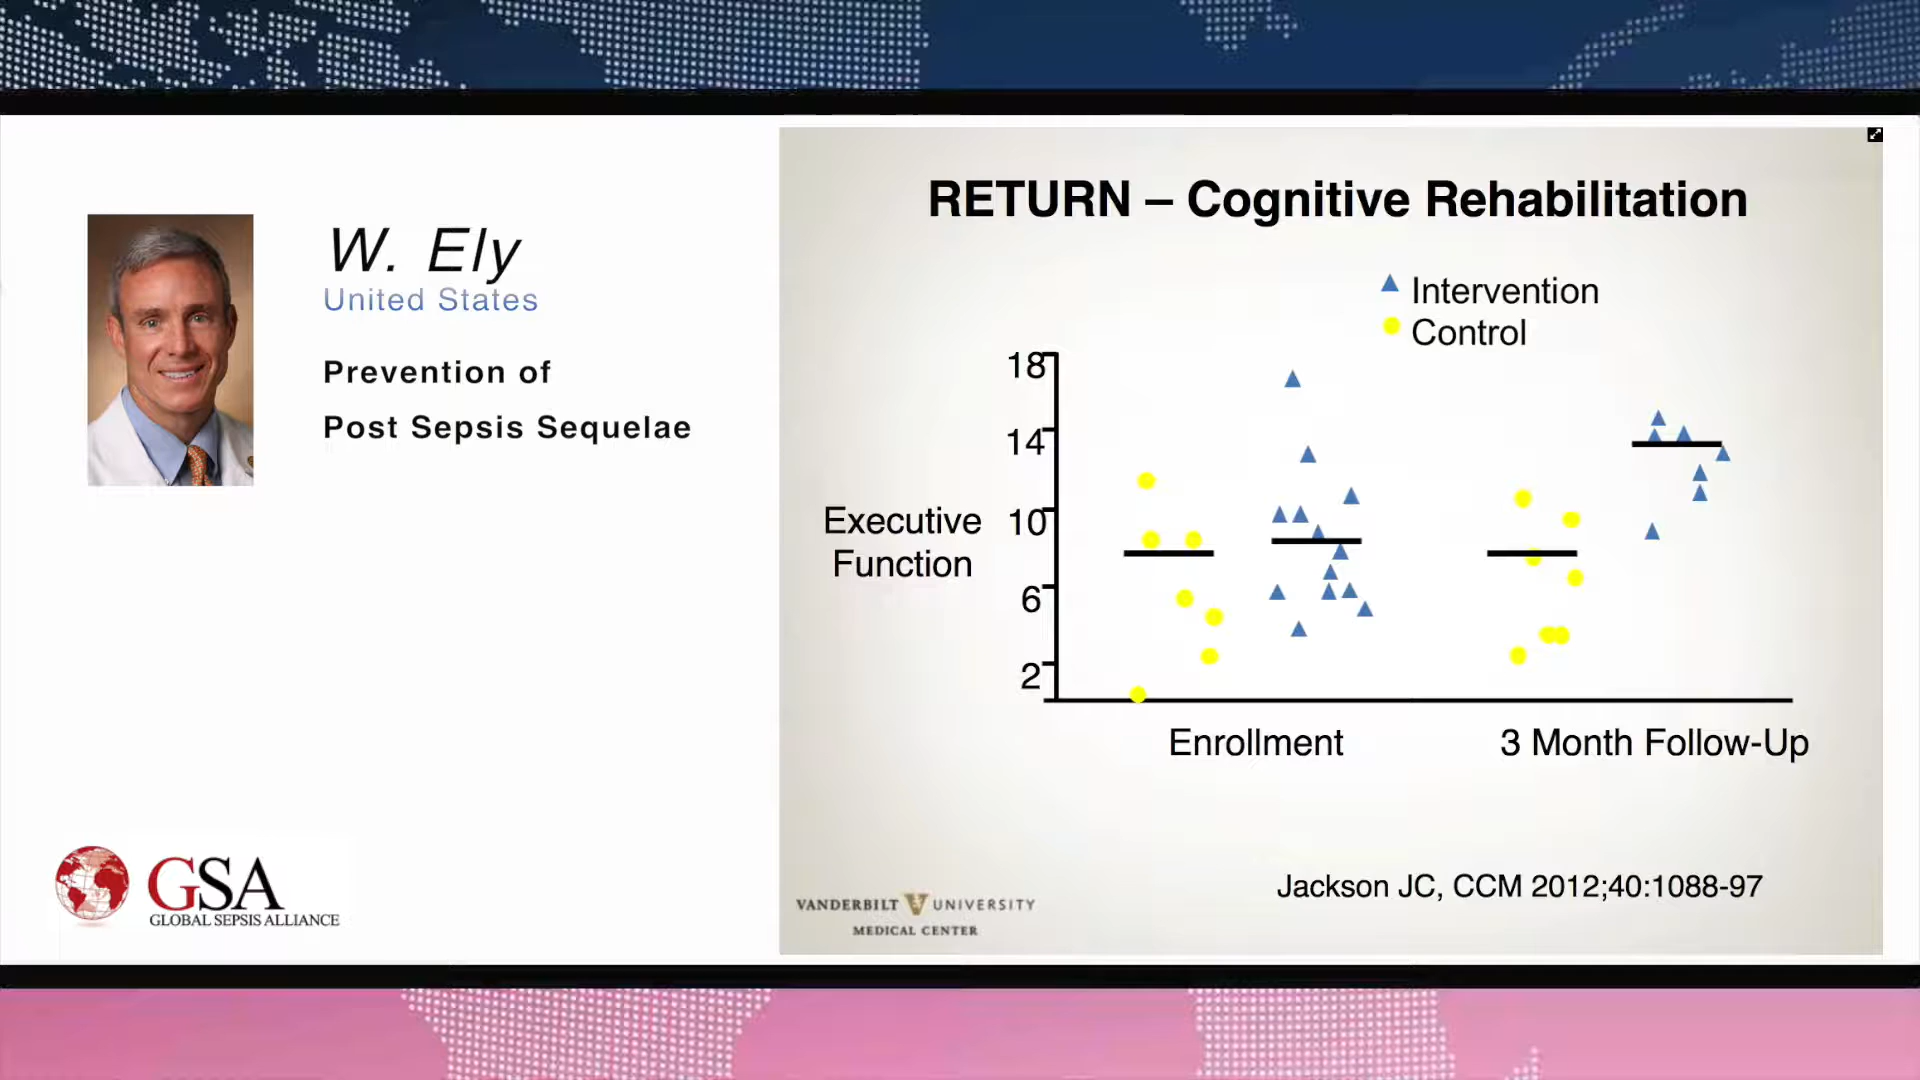 W. Ely
United States
Prevention of
Post Sepsis Sequelae
GSA
GLOBAL SEPSIS ALLIANCE
RETURN – Cognitive Rehabilitation
Intervention
Control
18
14
10
6
2
Executive
Function
Enrollment
3 Month Follow-Up
Jackson JC, CCM 2012;40:1088-97
VANDERBILT V UNIVERSITY
MEDICAL CENTER